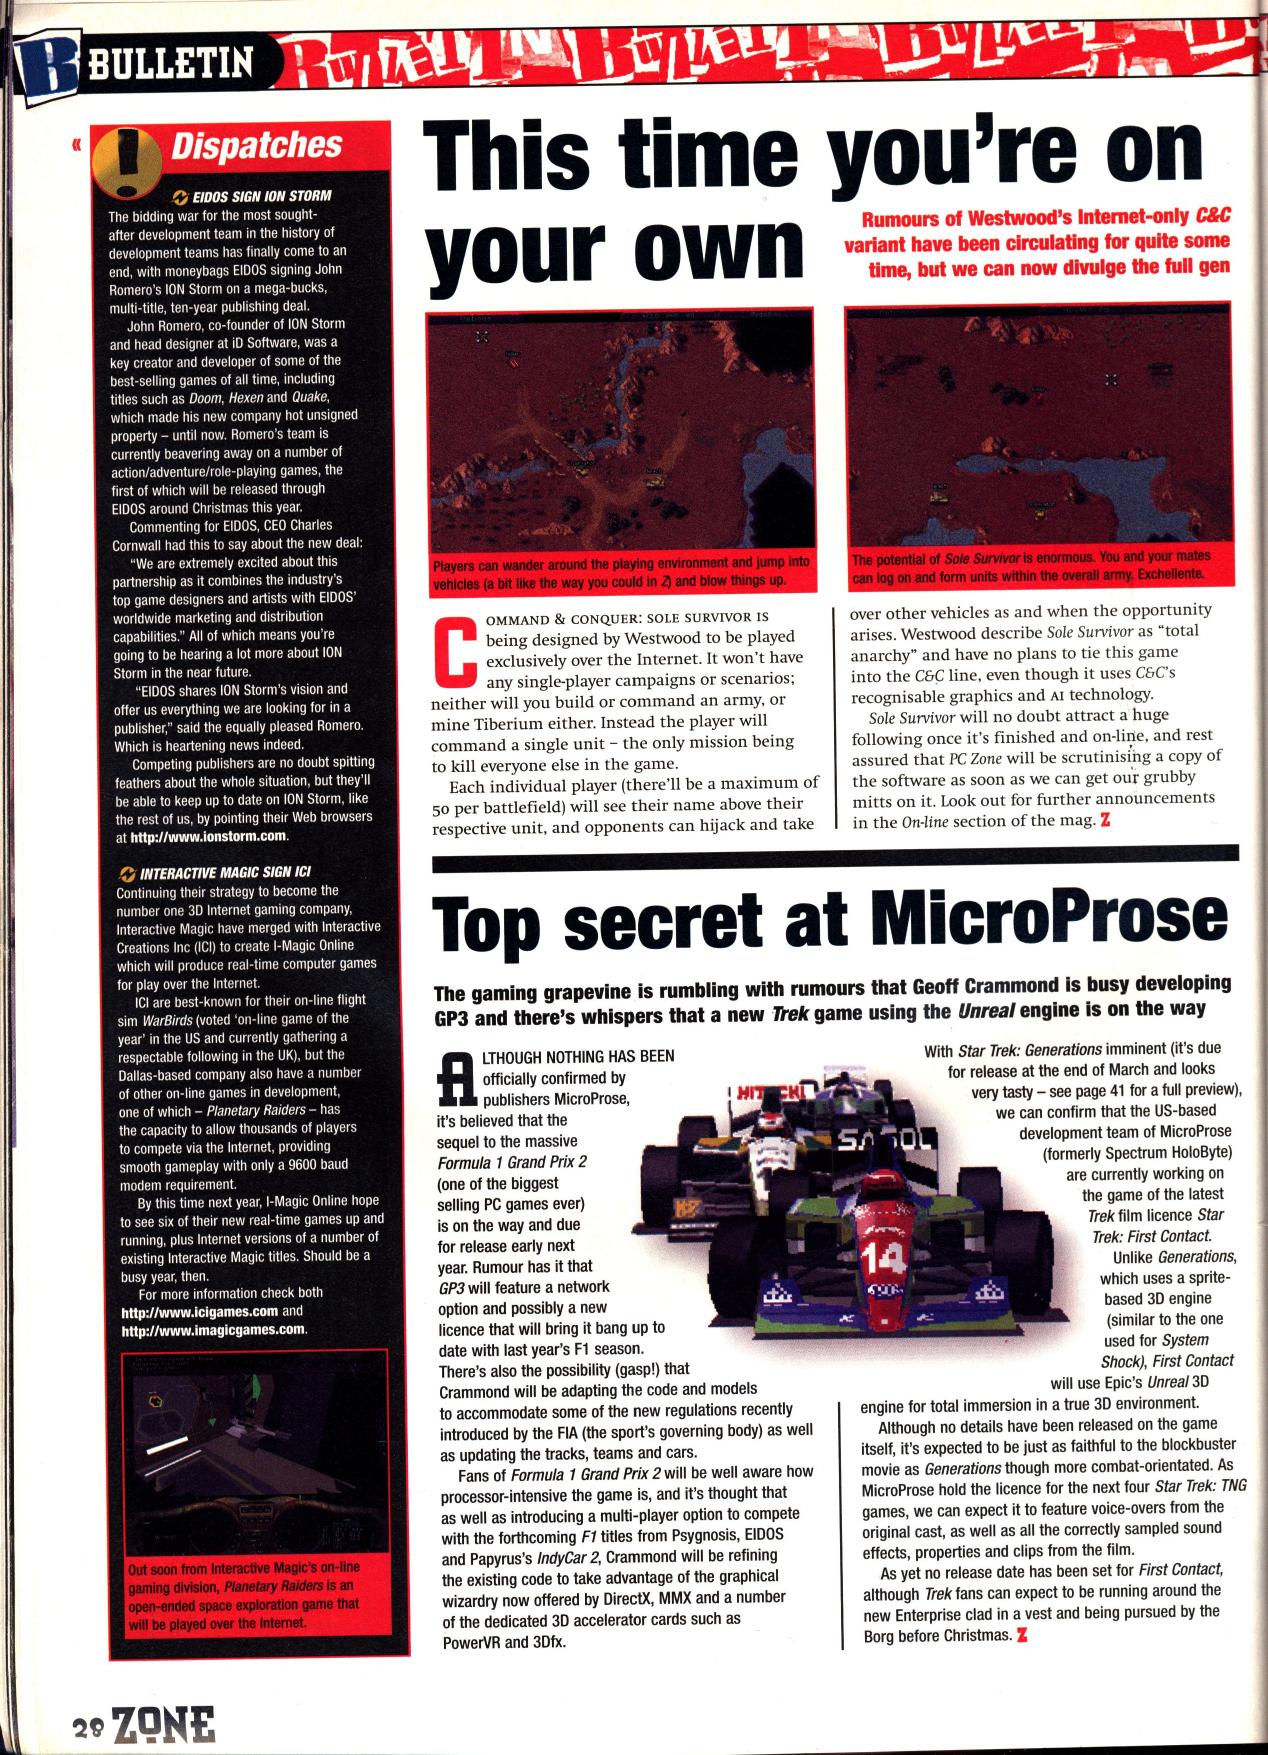 B BULLETIN BULLETIN BULLETIN BULLETIN
« ! Dispatches
EIDOS SIGN ION STORM
The bidding war for the most sought-
after development team in the history of
development teams has finally come to an
end, with moneybags EIDOS signing John
Romero's ION Storm on a mega-bucks,
multi-title, ten-year publishing deal.
John Romero, co-founder of ION Storm
and head designer at iD Software, was a
key creator and developer of some of the
best-selling games of all time, including
titles such as Doom, Hexen and Quake,
which made his new company hot unsigned
property – until now. Romero's team is
currently beavering away on a number of
action/adventure/role-playing games, the
first of which will be released through
EIDOS around Christmas this year.
Commenting for EIDOS, CEO Charles
Cornwall had this to say about the new deal:
"We are extremely excited about this
partnership as it combines the industry's
top game designers and artists with EIDOS'
worldwide marketing and distribution
capabilities." All of which means you're
going to be hearing a lot more about ION
Storm in the near future.
"EIDOS shares ION Storm's vision and
offer us everything we are looking for in a
publisher," said the equally pleased Romero.
Which is heartening news indeed.
Competing publishers are no doubt spitting
feathers about the whole situation, but they'll
be able to keep up to date on ION Storm, like
the rest of us, by pointing their Web browsers
at http://www.ionstorm.com.
INTERACTIVE MAGIC SIGN ICI
Continuing their strategy to become the
number one 3D Internet gaming company,
Interactive Magic have merged with Interactive
Creations Inc (ICI) to create I-Magic Online
which will produce real-time computer games
for play over the Internet.
ICI are best-known for their on-line flight
sim WarBirds (voted 'on-line game of the
year' in the US and currently gathering a
respectable following in the UK), but the
Dallas-based company also have a number
of other on-line games in development,
one of which – Planetary Raiders – has
the capacity to allow thousands of players
to compete via the Internet, providing
smooth gameplay with only a 9600 baud
modem requirement.
By this time next year, I-Magic Online hope
to see six of their new real-time games up and
running, plus Internet versions of a number of
existing Interactive Magic titles. Should be a
busy year, then.
For more information check both
http://www.icigames.com and
http://www.imagicgames.com.
Out soon from Interactive Magic's on-line
gaming division, Planetary Raiders is an
open-ended space exploration game that
will be played over the Internet.
This time you're on
your own
Rumours of Westwood's Internet-only C&C
variant have been circulating for quite some
time, but we can now divulge the full gen
Players can wander around the playing environment and jump into
vehicles (a bit like the way you could in Z) and blow things up.
The potential of Sole Survivor is enormous. You and your mates
can log on and form units within the overall army. Exchellente.
COMMAND & CONQUER: SOLE SURVIVOR IS
being designed by Westwood to be played
exclusively over the Internet. It won't have
any single-player campaigns or scenarios;
neither will you build or command an army, or
mine Tiberium either. Instead the player will
command a single unit – the only mission being
to kill everyone else in the game.
Each individual player (there'll be a maximum of
50 per battlefield) will see their name above their
respective unit, and opponents can hijack and take
over other vehicles as and when the opportunity
arises. Westwood describe Sole Survivor as "total
anarchy" and have no plans to tie this game
into the C&C line, even though it uses C&C's
recognisable graphics and AI technology.
Sole Survivor will no doubt attract a huge
following once it's finished and on-line, and rest
assured that PC Zone will be scrutinising a copy of
the software as soon as we can get our grubby
mitts on it. Look out for further announcements
in the On-line section of the mag. Z
Top secret at MicroProse
The gaming grapevine is rumbling with rumours that Geoff Crammond is busy developing
GP3 and there's whispers that a new Trek game using the Unreal engine is on the way
ALTHOUGH NOTHING HAS BEEN
officially confirmed by
publishers MicroProse,
it's believed that the
sequel to the massive
Formula 1 Grand Prix 2
(one of the biggest
selling PC games ever)
is on the way and due
for release early next
year. Rumour has it that
GP3 will feature a network
option and possibly a new
licence that will bring it bang up to
date with last year's F1 season.
There's also the possibility (gasp!) that
Crammond will be adapting the code and models
to accommodate some of the new regulations recently
introduced by the FIA (the sport's governing body) as well
as updating the tracks, teams and cars.
Fans of Formula 1 Grand Prix 2 will be well aware how
processor-intensive the game is, and it's thought that
as well as introducing a multi-player option to compete
with the forthcoming F1 titles from Psygnosis, EIDOS
and Papyrus's IndyCar 2, Crammond will be refining
the existing code to take advantage of the graphical
wizardry now offered by DirectX, MMX and a number
of the dedicated 3D accelerator cards such as
PowerVR and 3Dfx.
HITACHI
SASOL
14
With Star Trek: Generations imminent (it's due
for release at the end of March and looks
very tasty – see page 41 for a full preview),
we can confirm that the US-based
development team of MicroProse
(formerly Spectrum HoloByte)
are currently working on
the game of the latest
Trek film licence Star
Trek: First Contact.
Unlike Generations,
which uses a sprite-
based 3D engine
(similar to the one
used for System
Shock), First Contact
will use Epic's Unreal 3D
engine for total immersion in a true 3D environment.
Although no details have been released on the game
itself, it's expected to be just as faithful to the blockbuster
movie as Generations though more combat-orientated. As
MicroProse hold the licence for the next four Star Trek: TNG
games, we can expect it to feature voice-overs from the
original cast, as well as all the correctly sampled sound
effects, properties and clips from the film.
As yet no release date has been set for First Contact,
although Trek fans can expect to be running around the
new Enterprise clad in a vest and being pursued by the
Borg before Christmas. Z
28 ZONE